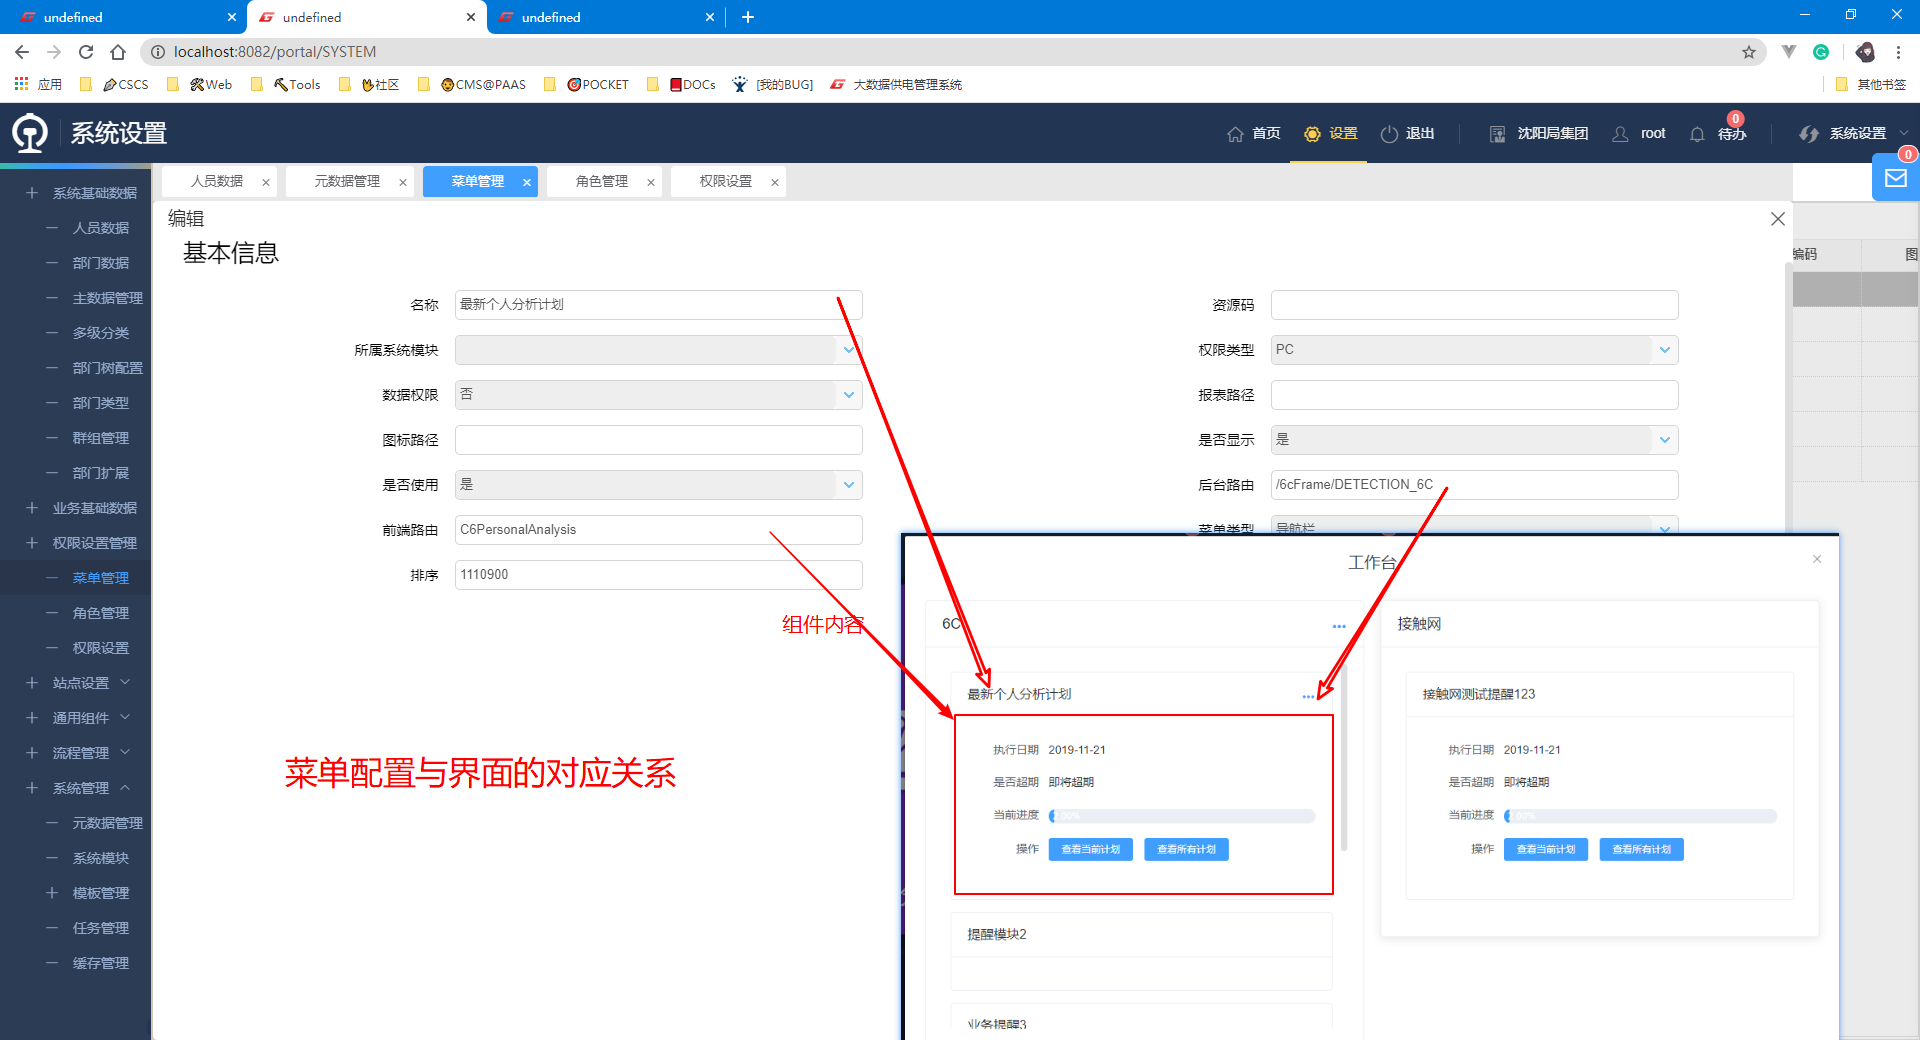 undefined
undefined
undefined
localhost:8082/portal/SYSTEM
应用
CSCS
Web
Tools
社区
CMS@PAAS
POCKET
DOCs
[我的BUG]
大数据供电管理系统
其他书签
系统设置
首页
设置
退出
沈阳局集团
root
待办
0
系统设置
0
人员数据
元数据管理
菜单管理
角色管理
权限设置
系统基础数据
人员数据
部门数据
主数据管理
多级分类
部门树配置
部门类型
群组管理
部门扩展
业务基础数据
权限设置管理
菜单管理
角色管理
权限设置
站点设置
通用组件
流程管理
系统管理
元数据管理
系统模块
模板管理
任务管理
缓存管理
编辑
基本信息
编码
图
名称 最新个人分析计划
资源码
所属系统模块
权限类型 PC
数据权限 否
报表路径
图标路径
是否显示 是
是否使用 是
后台路由 /6cFrame/DETECTION_6C
前端路由 C6PersonalAnalysis
菜单类型 导航栏
排序 1110900
组件内容
菜单配置与界面的对应关系
工作台
6C
最新个人分析计划
执行日期 2019-11-21
是否超期 即将超期
当前进度
操作 查看当前计划 查看所有计划
提醒模块2
业务提醒3
接触网
接触网测试提醒123
执行日期 2019-11-21
是否超期 即将超期
当前进度
操作 查看当前计划 查看所有计划